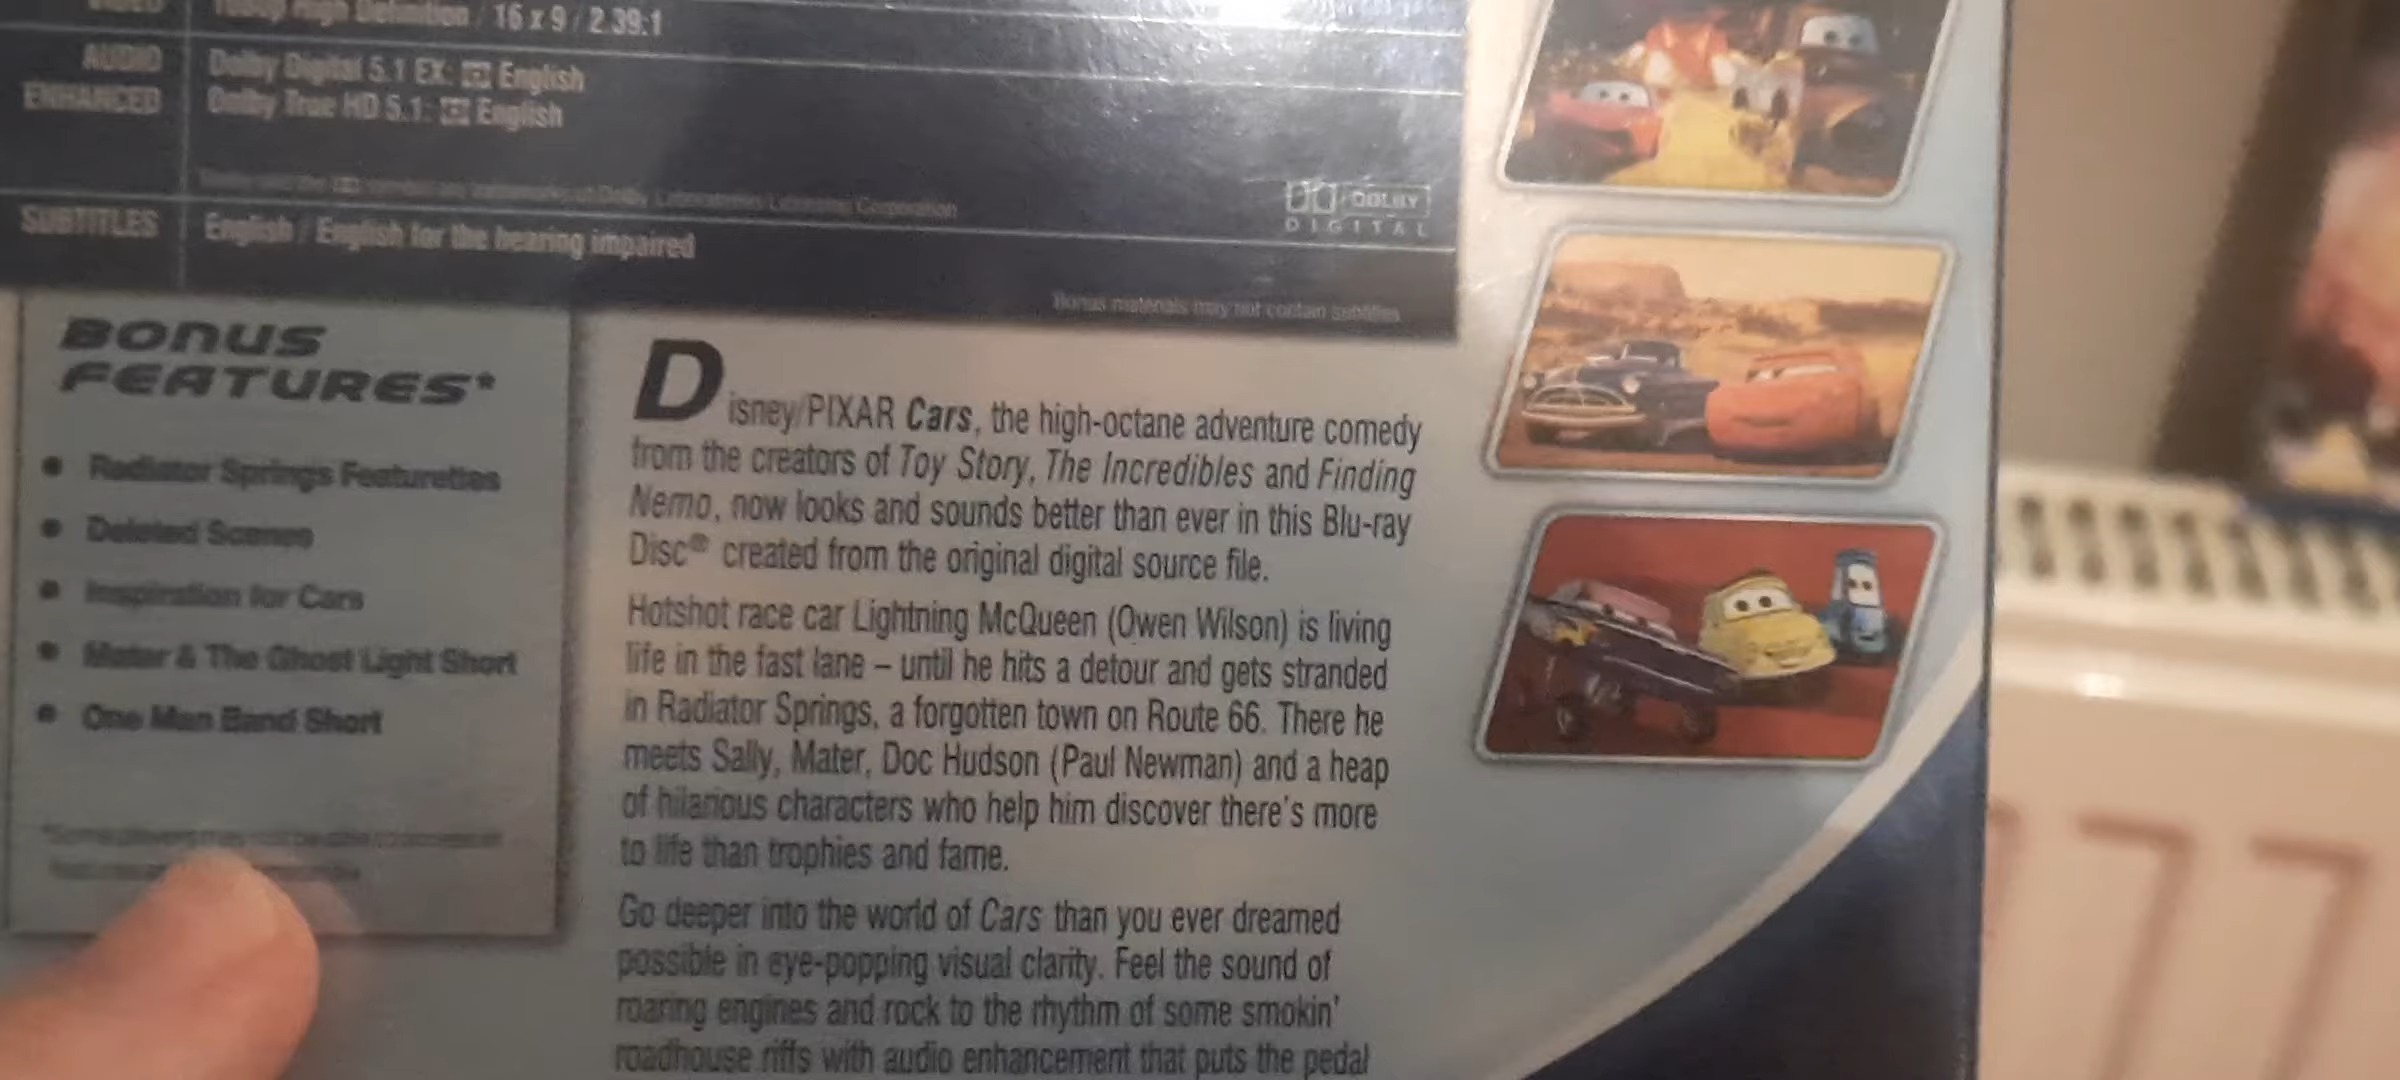 1080p High Definition / 16 x 9 / 2.39:1
AUDIO
ENHANCED
Dolby Digital 5.1 EX: English
Dolby True HD 5.1: English
DOLBY
DIGITAL
SUBTITLES
English / English for the hearing impaired
Bonus materials may not contain subtitles
BONUS
FEATURES*
• Radiator Springs Featurettes
• Deleted Scenes
• Inspiration for Cars
• Mater & The Ghost Light Short
• One Man Band Short
Disney/PIXAR Cars, the high-octane adventure comedy
from the creators of Toy Story, The Incredibles and Finding
Nemo, now looks and sounds better than ever in this Blu-ray
Disc® created from the original digital source file.
Hotshot race car Lightning McQueen (Owen Wilson) is living
life in the fast lane – until he hits a detour and gets stranded
in Radiator Springs, a forgotten town on Route 66. There he
meets Sally, Mater, Doc Hudson (Paul Newman) and a heap
of hilarious characters who help him discover there's more
to life than trophies and fame.
Go deeper into the world of Cars than you ever dreamed
possible in eye-popping visual clarity. Feel the sound of
roaring engines and rock to the rhythm of some smokin'
roadhouse riffs with audio enhancement that puts the pedal